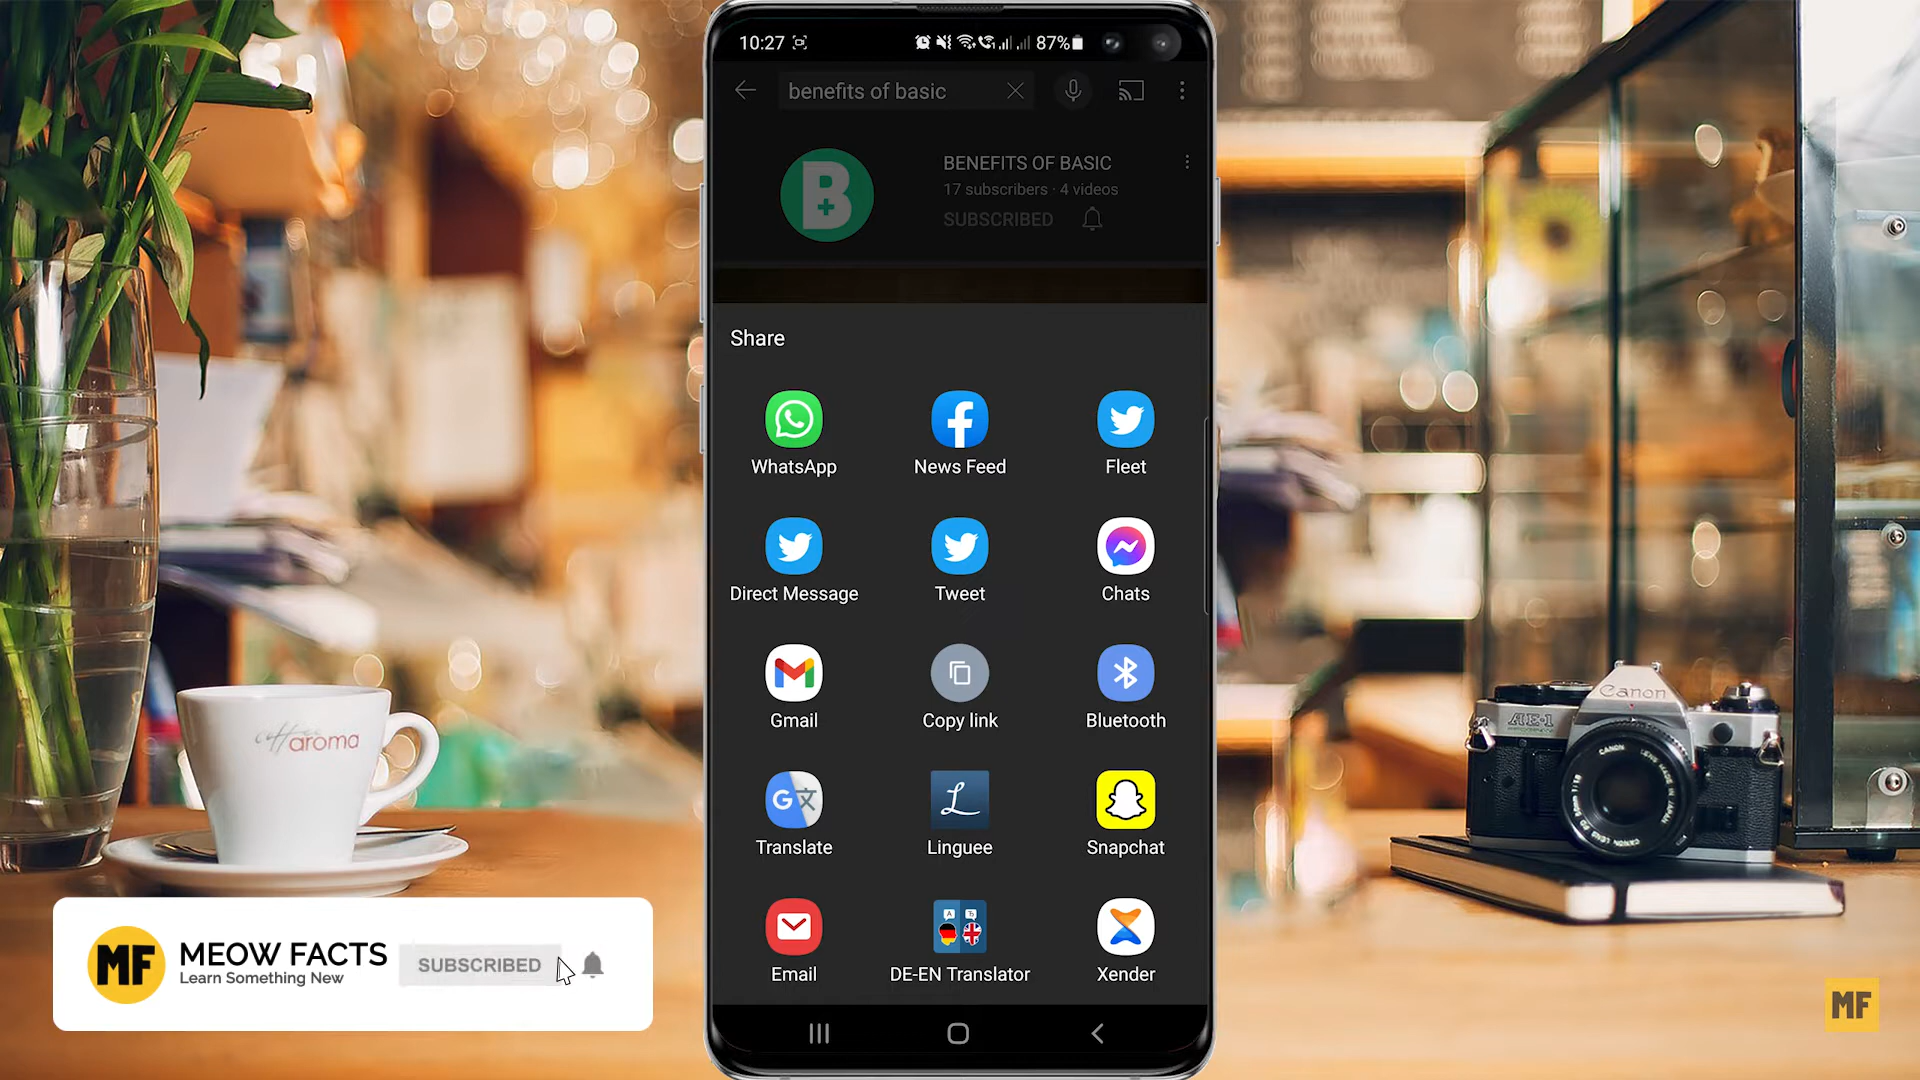 10:27
87%
benefits of basic
BENEFITS OF BASIC
17 subscribers · 4 videos
SUBSCRIBED
B
Share
WhatsApp
News Feed
Fleet
Direct Message
Tweet
Chats
Gmail
Copy link
Bluetooth
Translate
Linguee
Snapchat
Email
DE-EN Translator
Xender
aroma
Canon
AE-1
MF
MEOW FACTS
Learn Something New
SUBSCRIBED
MF